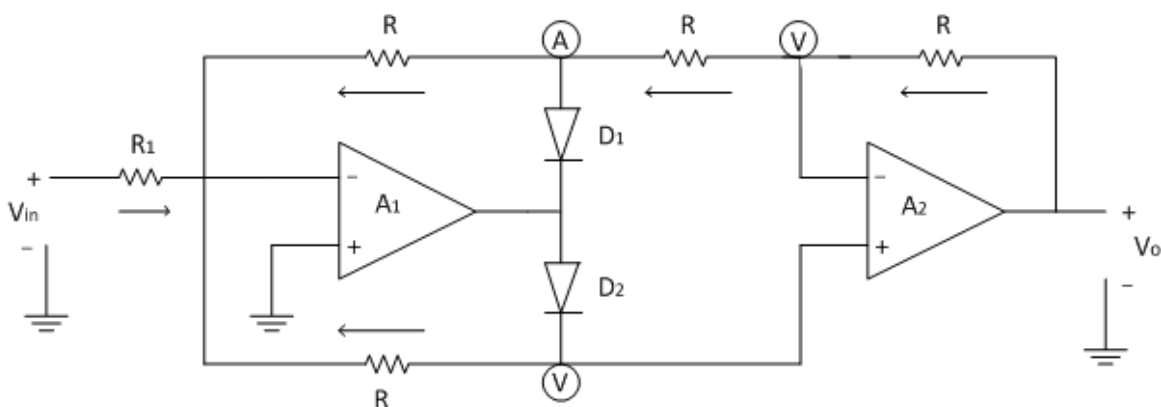 R A R V R
D1
R1
+ − − +
A1 A2
Vin
− + + Vo
D2 −
R V